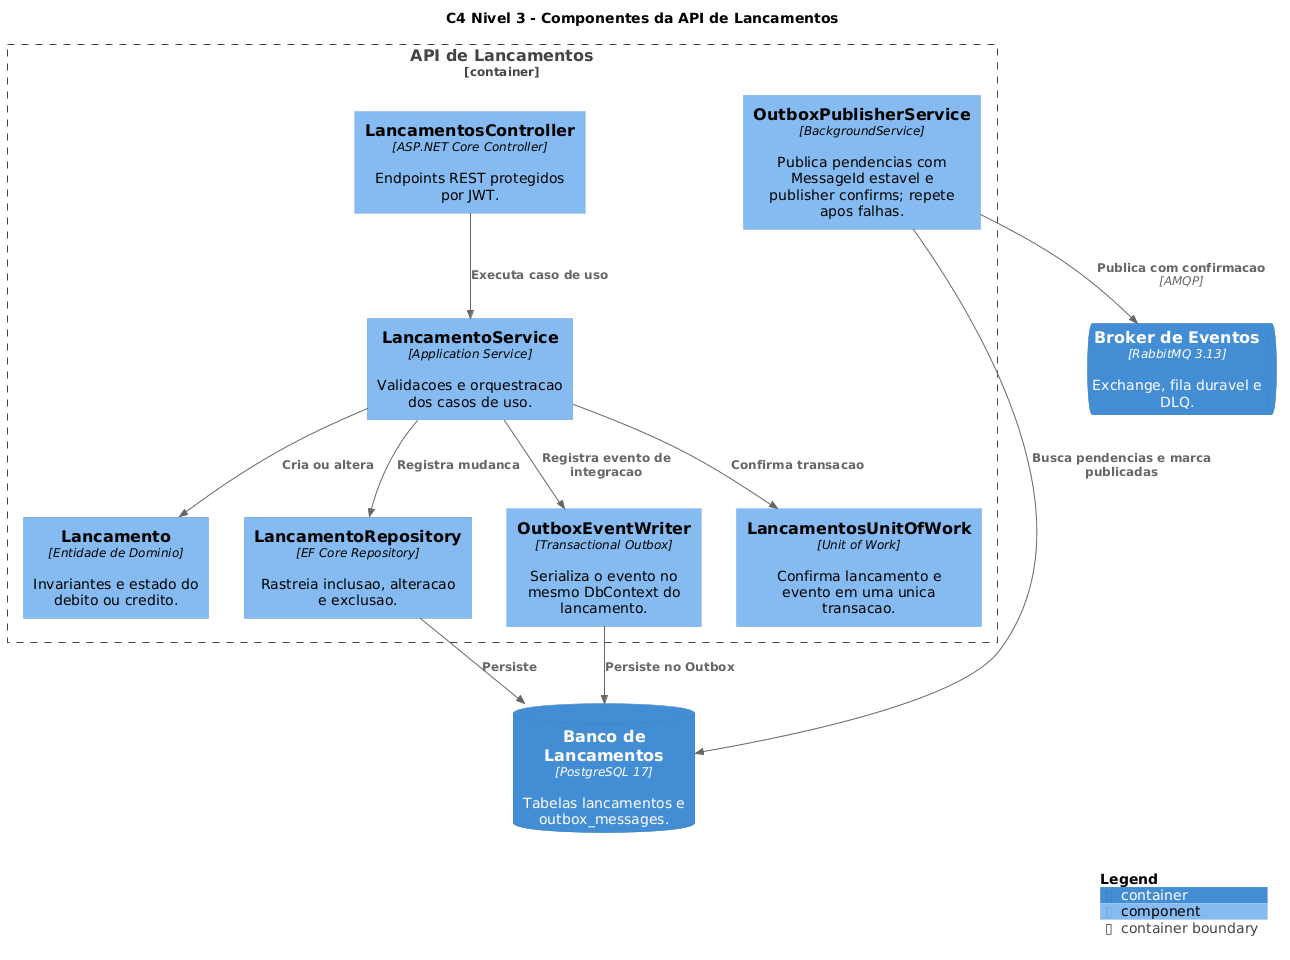 C4 Nivel 3 - Componentes da API de Lancamentos
API de Lancamentos
[container]
LancamentosController
[ASP.NET Core Controller]
Endpoints REST protegidos
por JWT.
OutboxPublisherService
[BackgroundService]
Publica pendencias com
MessageId estavel e
publisher confirms; repete
apos falhas.
Executa caso de uso
Publica com confirmacao
[AMQP]
LancamentoService
[Application Service]
Validacoes e orquestracao
dos casos de uso.
Broker de Eventos
[RabbitMQ 3.13]
Exchange, fila duravel e
DLQ.
Cria ou altera
Registra mudanca
Registra evento de
integracao
Confirma transacao
Busca pendencias e marca
publicadas
Lancamento
[Entidade de Dominio]
Invariantes e estado do
debito ou credito.
LancamentoRepository
[EF Core Repository]
Rastreia inclusao, alteracao
e exclusao.
OutboxEventWriter
[Transactional Outbox]
Serializa o evento no
mesmo DbContext do
lancamento.
LancamentosUnitOfWork
[Unit of Work]
Confirma lancamento e
evento em uma unica
transacao.
Persiste
Persiste no Outbox
Banco de
Lancamentos
[PostgreSQL 17]
Tabelas lancamentos e
outbox_messages.
Legend
container
component
container boundary